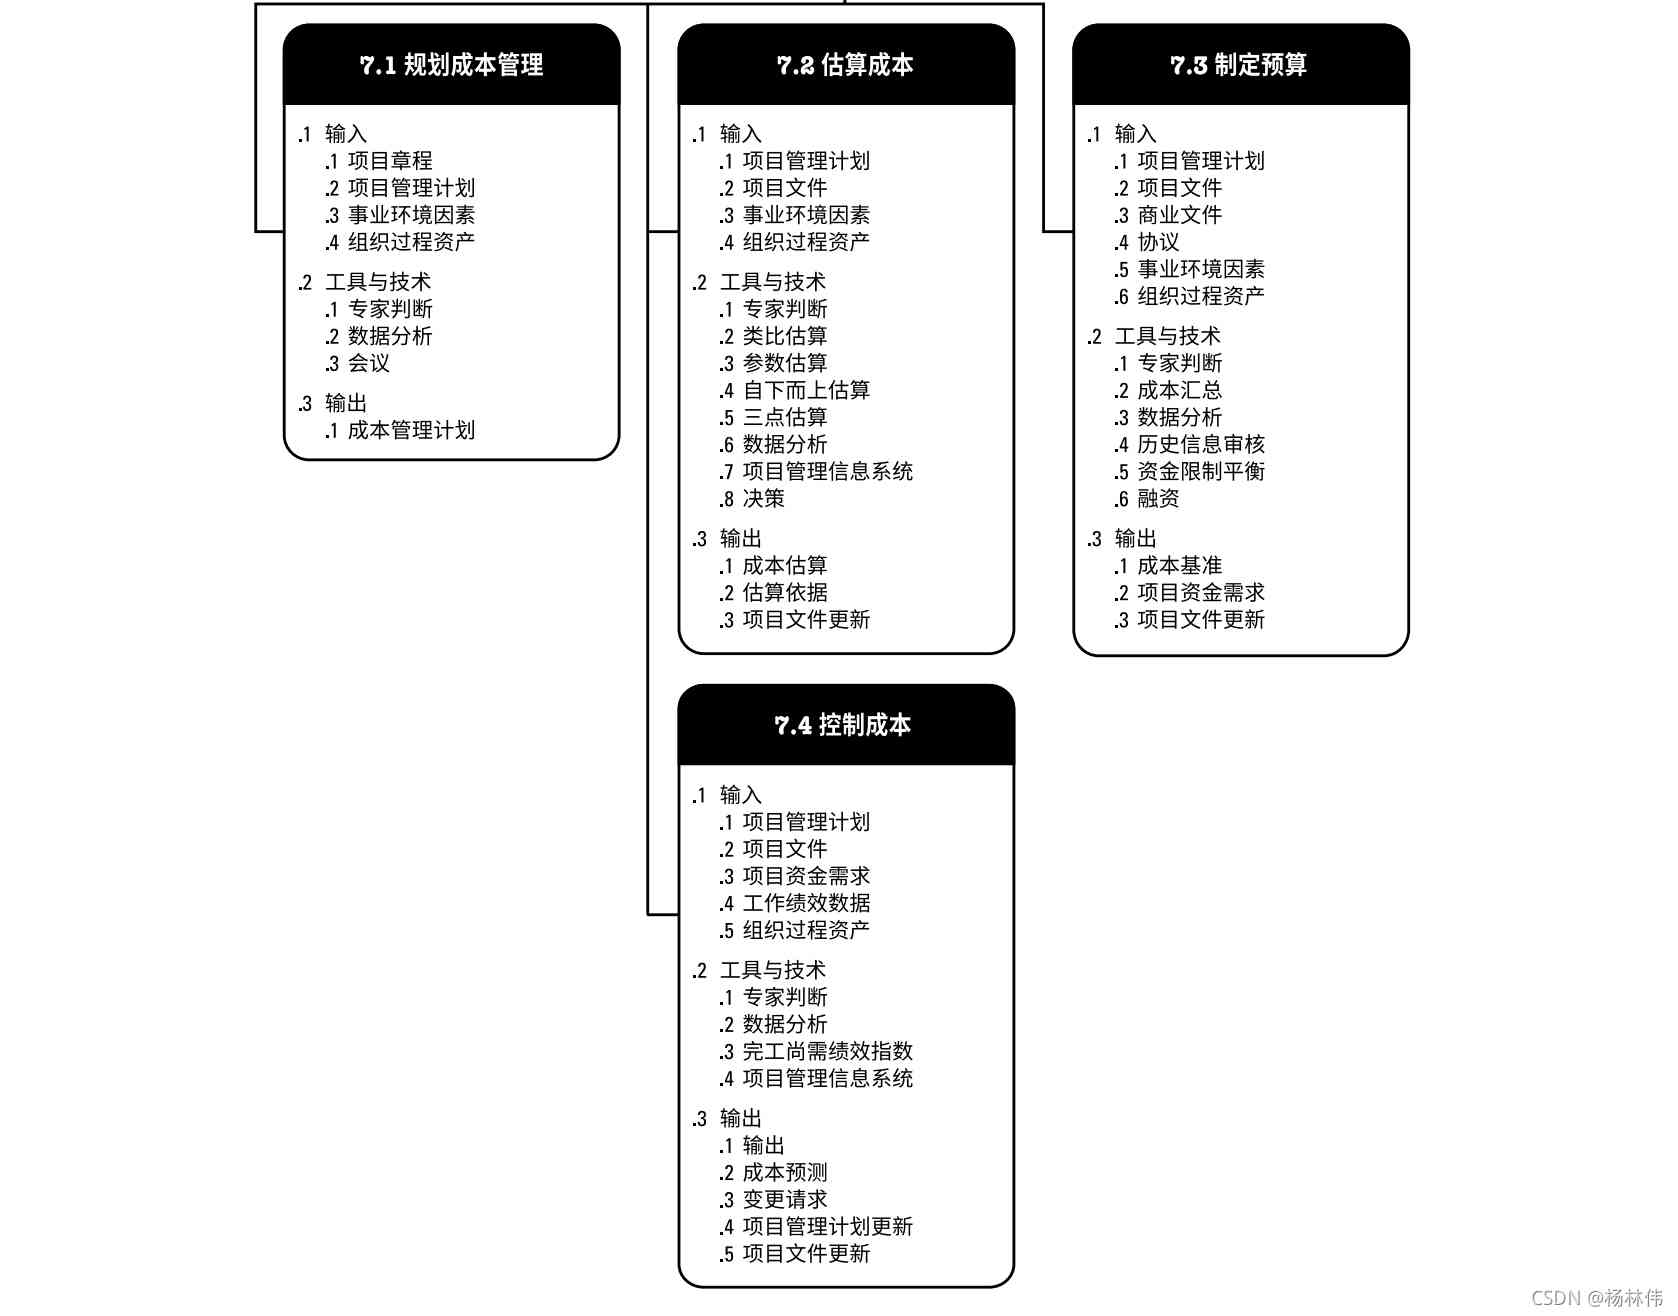 7.1 规划成本管理
.1 输入
.1 项目章程
.2 项目管理计划
.3 事业环境因素
.4 组织过程资产
.2 工具与技术
.1 专家判断
.2 数据分析
.3 会议
.3 输出
.1 成本管理计划
7.2 估算成本
.1 输入
.1 项目管理计划
.2 项目文件
.3 事业环境因素
.4 组织过程资产
.2 工具与技术
.1 专家判断
.2 类比估算
.3 参数估算
.4 自下而上估算
.5 三点估算
.6 数据分析
.7 项目管理信息系统
.8 决策
.3 输出
.1 成本估算
.2 估算依据
.3 项目文件更新
7.3 制定预算
.1 输入
.1 项目管理计划
.2 项目文件
.3 商业文件
.4 协议
.5 事业环境因素
.6 组织过程资产
.2 工具与技术
.1 专家判断
.2 成本汇总
.3 数据分析
.4 历史信息审核
.5 资金限制平衡
.6 融资
.3 输出
.1 成本基准
.2 项目资金需求
.3 项目文件更新
7.4 控制成本
.1 输入
.1 项目管理计划
.2 项目文件
.3 项目资金需求
.4 工作绩效数据
.5 组织过程资产
.2 工具与技术
.1 专家判断
.2 数据分析
.3 完工尚需绩效指数
.4 项目管理信息系统
.3 输出
.1 输出
.2 成本预测
.3 变更请求
.4 项目管理计划更新
.5 项目文件更新
CSDN @杨林伟